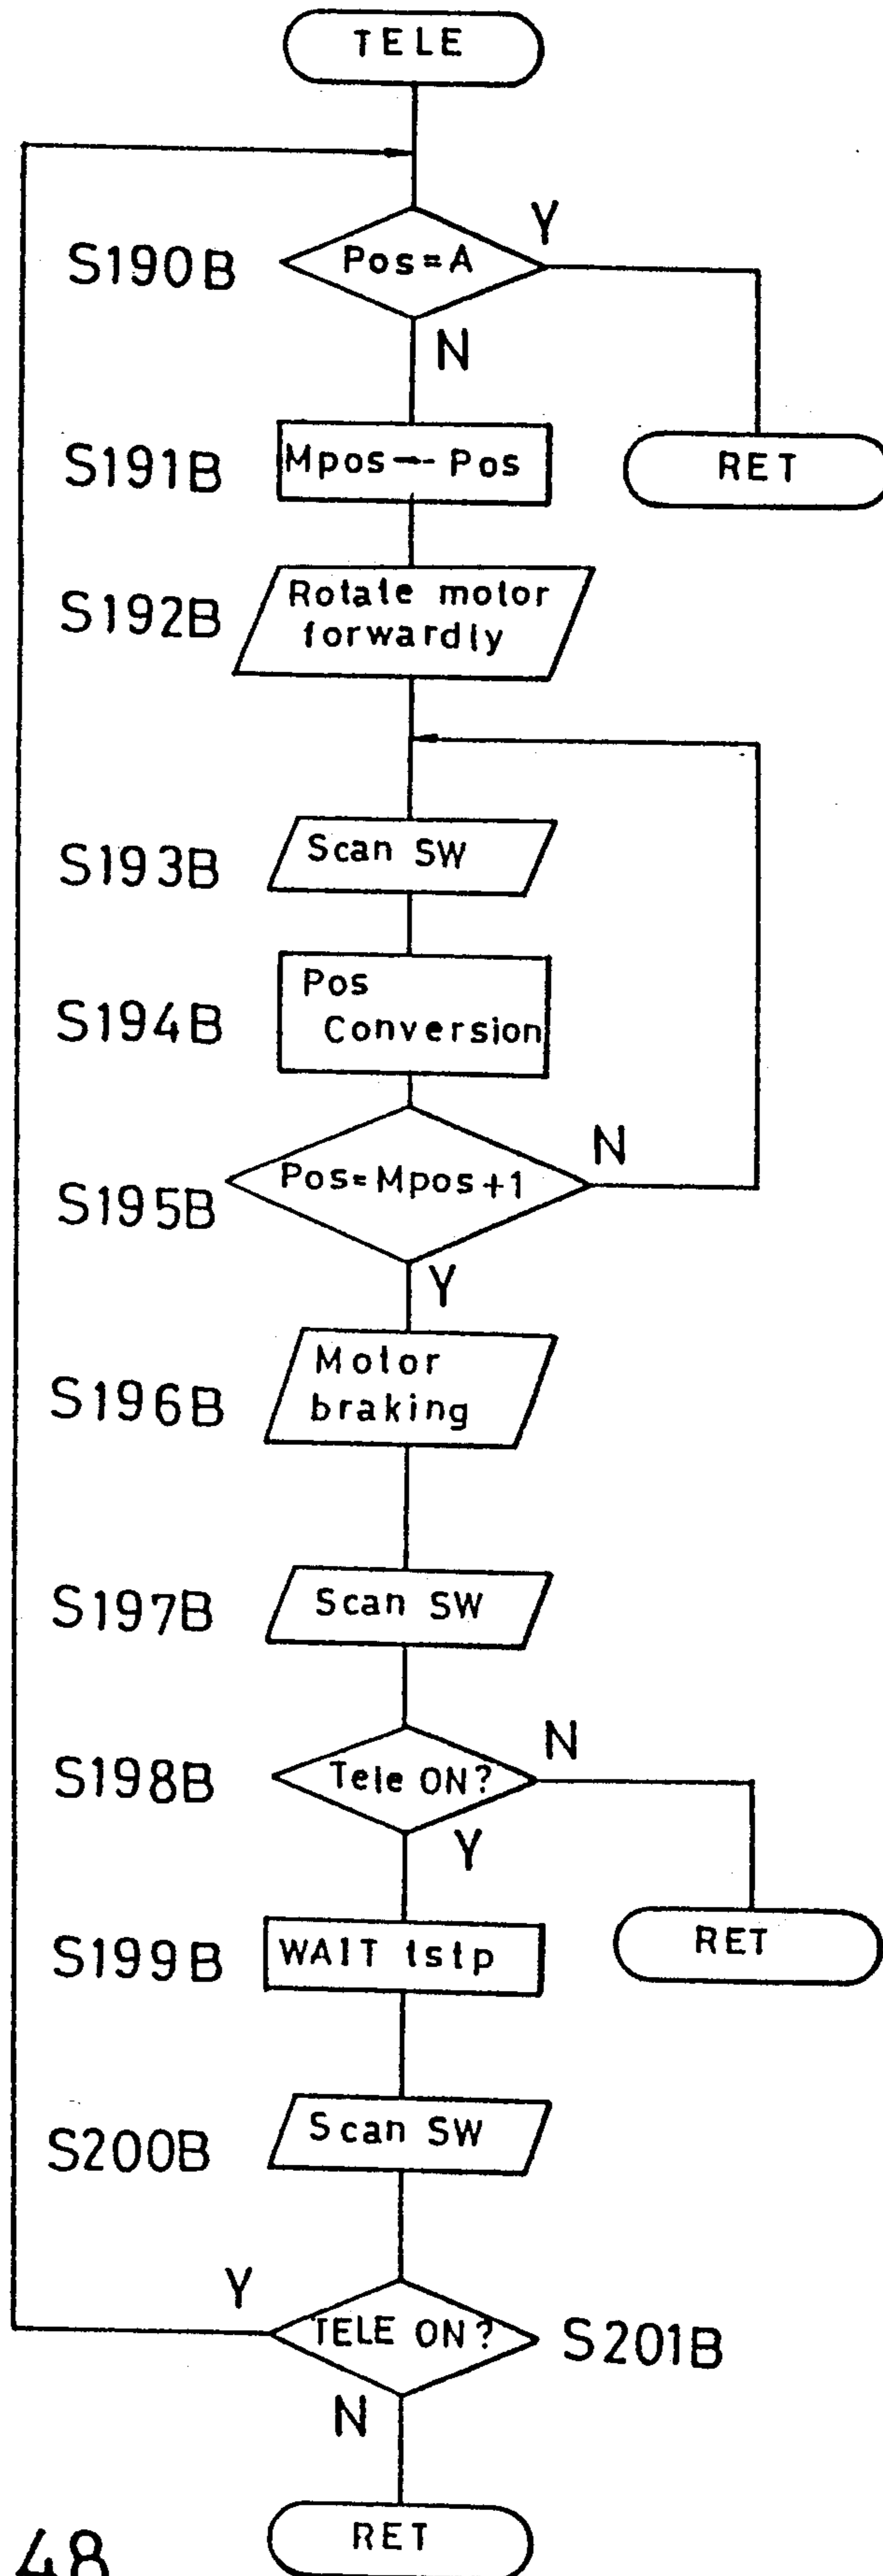 TELE
S190B
Pos=A
Y
N
S191B
Mpos ← Pos
RET
S192B
Rotate motor
forwardly
S193B
Scan SW
S194B
Pos
Conversion
S195B
Pos=Mpos+1
N
Y
S196B
Motor
braking
S197B
Scan SW
S198B
Tele ON?
N
Y
S199B
WAIT tstp
RET
S200B
Scan SW
Y
TELE ON?
S201B
N
RET
48